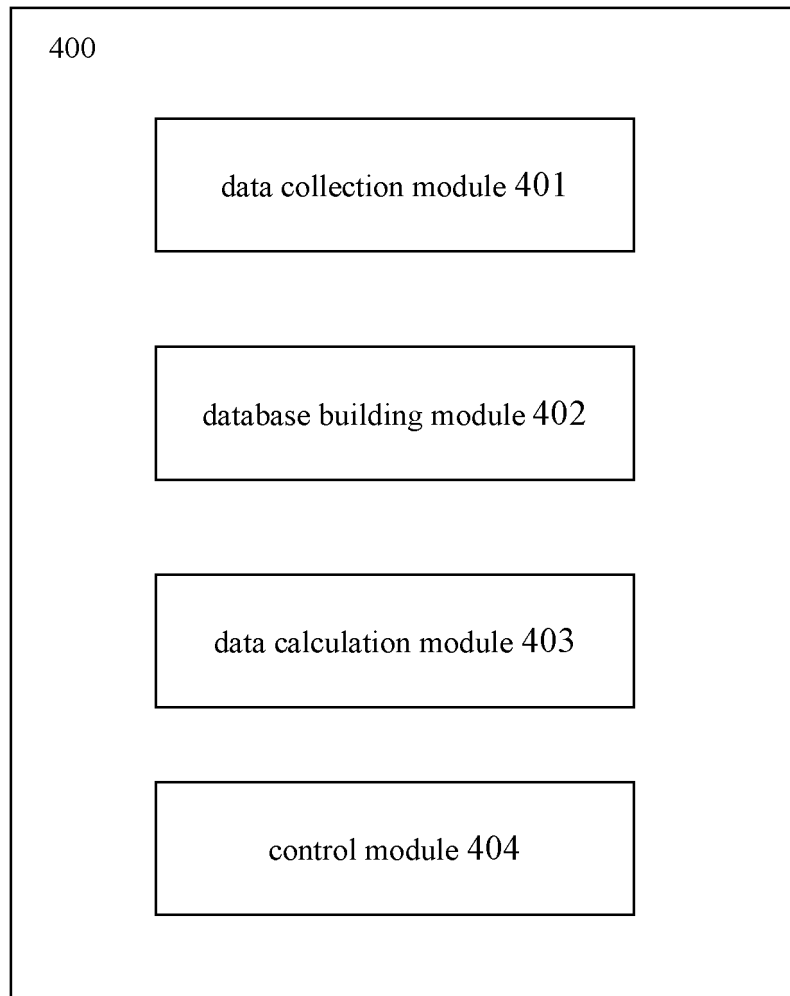 400
data collection module 401
database building module 402
data calculation module 403
control module 404